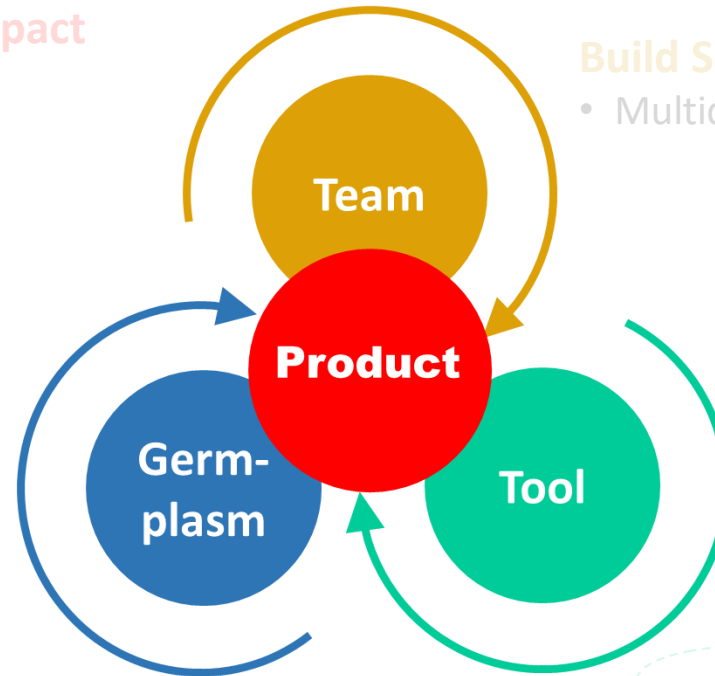 pact
Build S
• Multic
Team
Product
Germ-
plasm
Tool